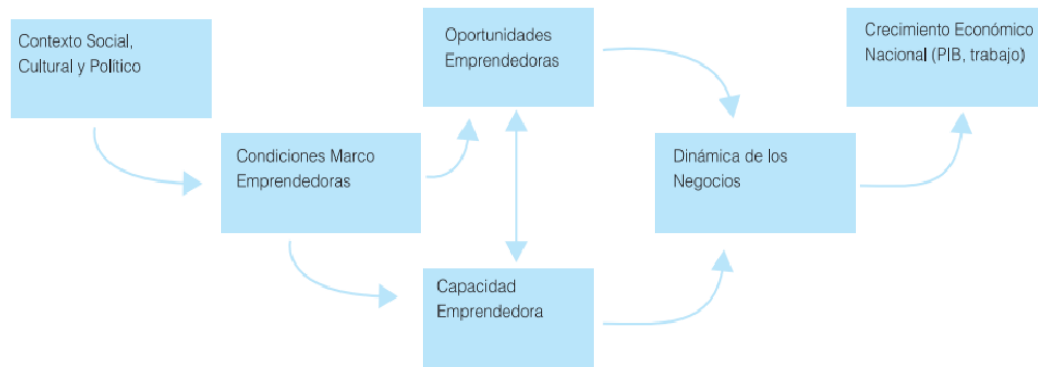 Contexto Social,
Cultural y Político
Condiciones Marco
Emprendedoras
Oportunidades
Emprendedoras
Capacidad
Emprendedora
Dinámica de los
Negocios
Crecimiento Económico
Nacional (PIB, trabajo)